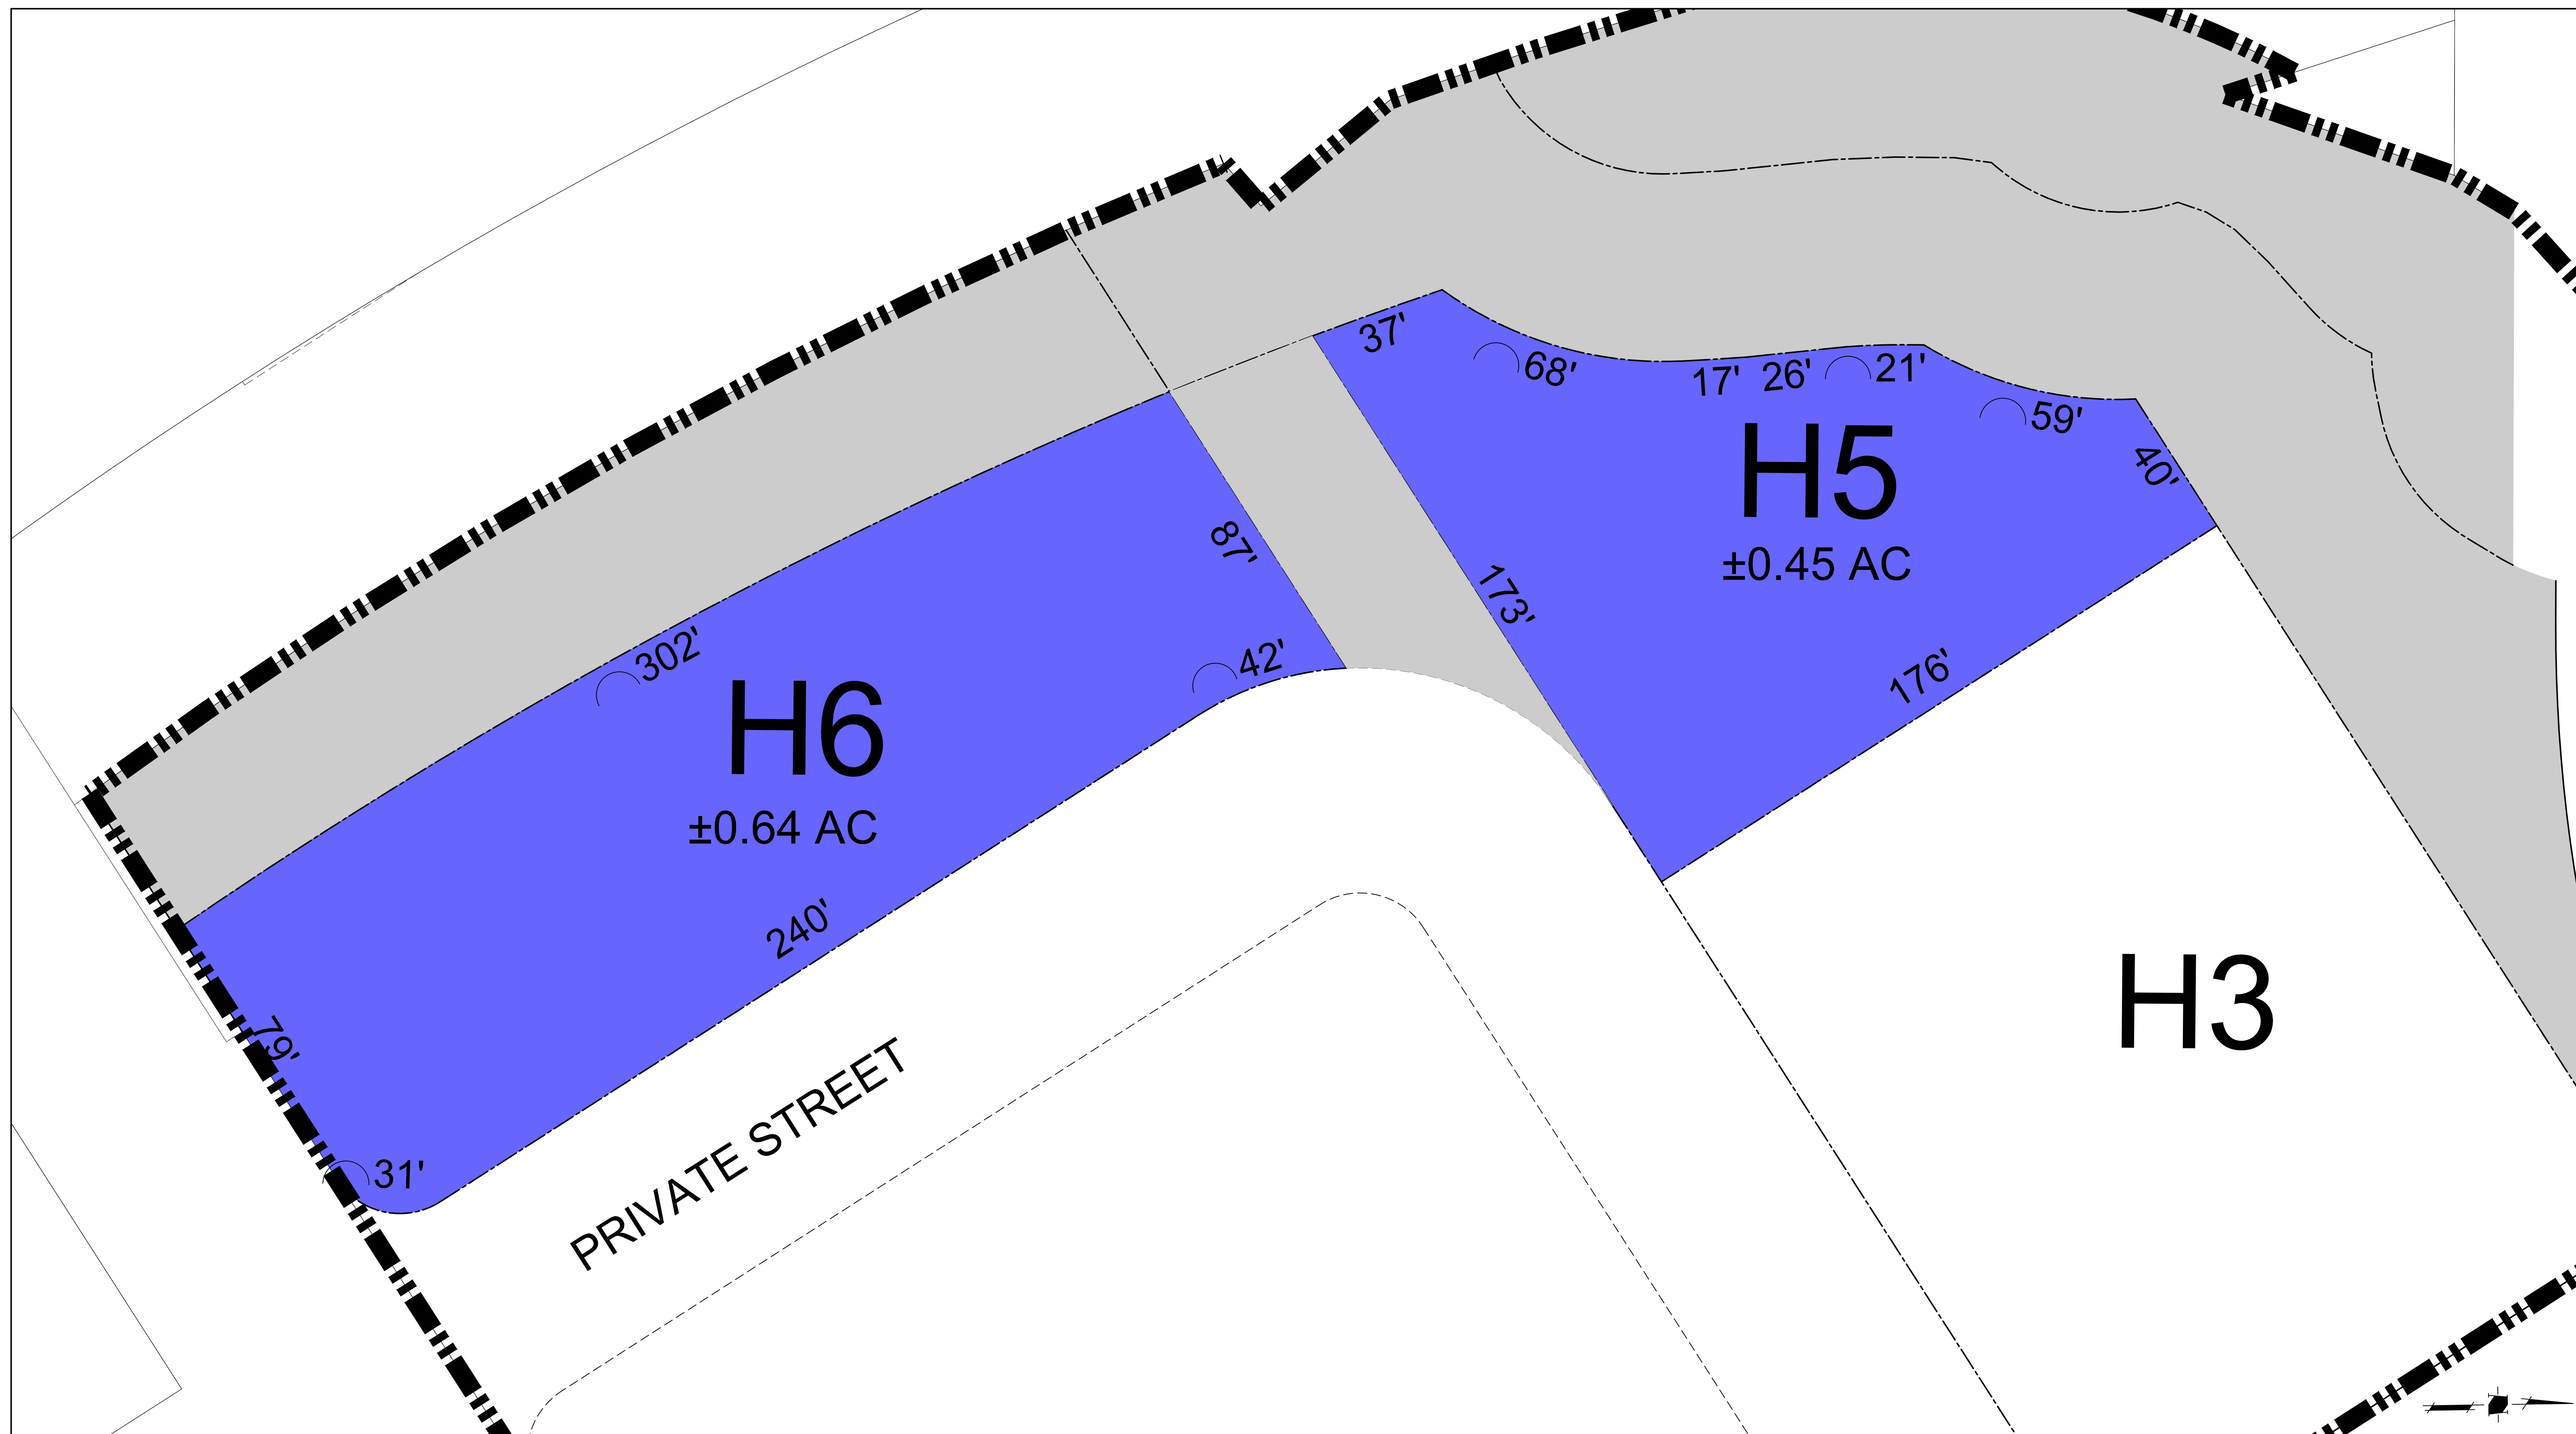 37'
68'
17'
26'
21'
59'
40'
H5
±0.45 AC
87'
173'
176'
302'
42'
H6
±0.64 AC
240'
79'
31'
PRIVATE STREET
H3